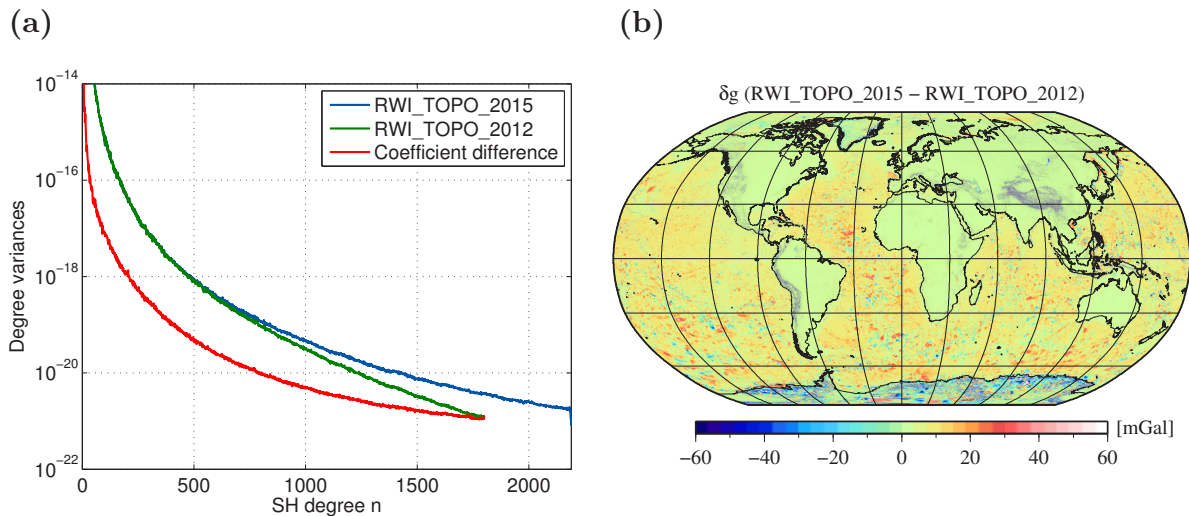 (a)
10^-14
10^-16
10^-18
10^-20
10^-22
Degree variances
RWI_TOPO_2015
RWI_TOPO_2012
Coefficient difference
0 500 1000 1500 2000
SH degree n
(b)
δg (RWI_TOPO_2015 − RWI_TOPO_2012)
[mGal]
−60 −40 −20 0 20 40 60